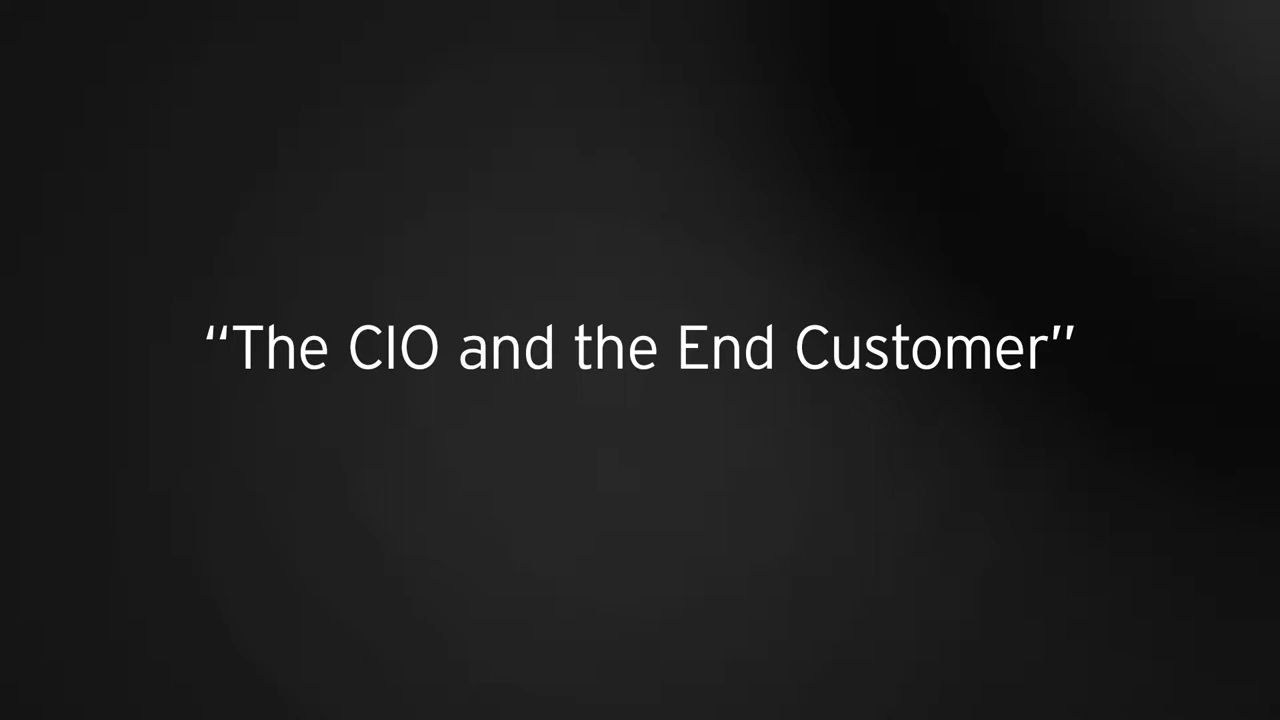 “The CIO and the End Customer”